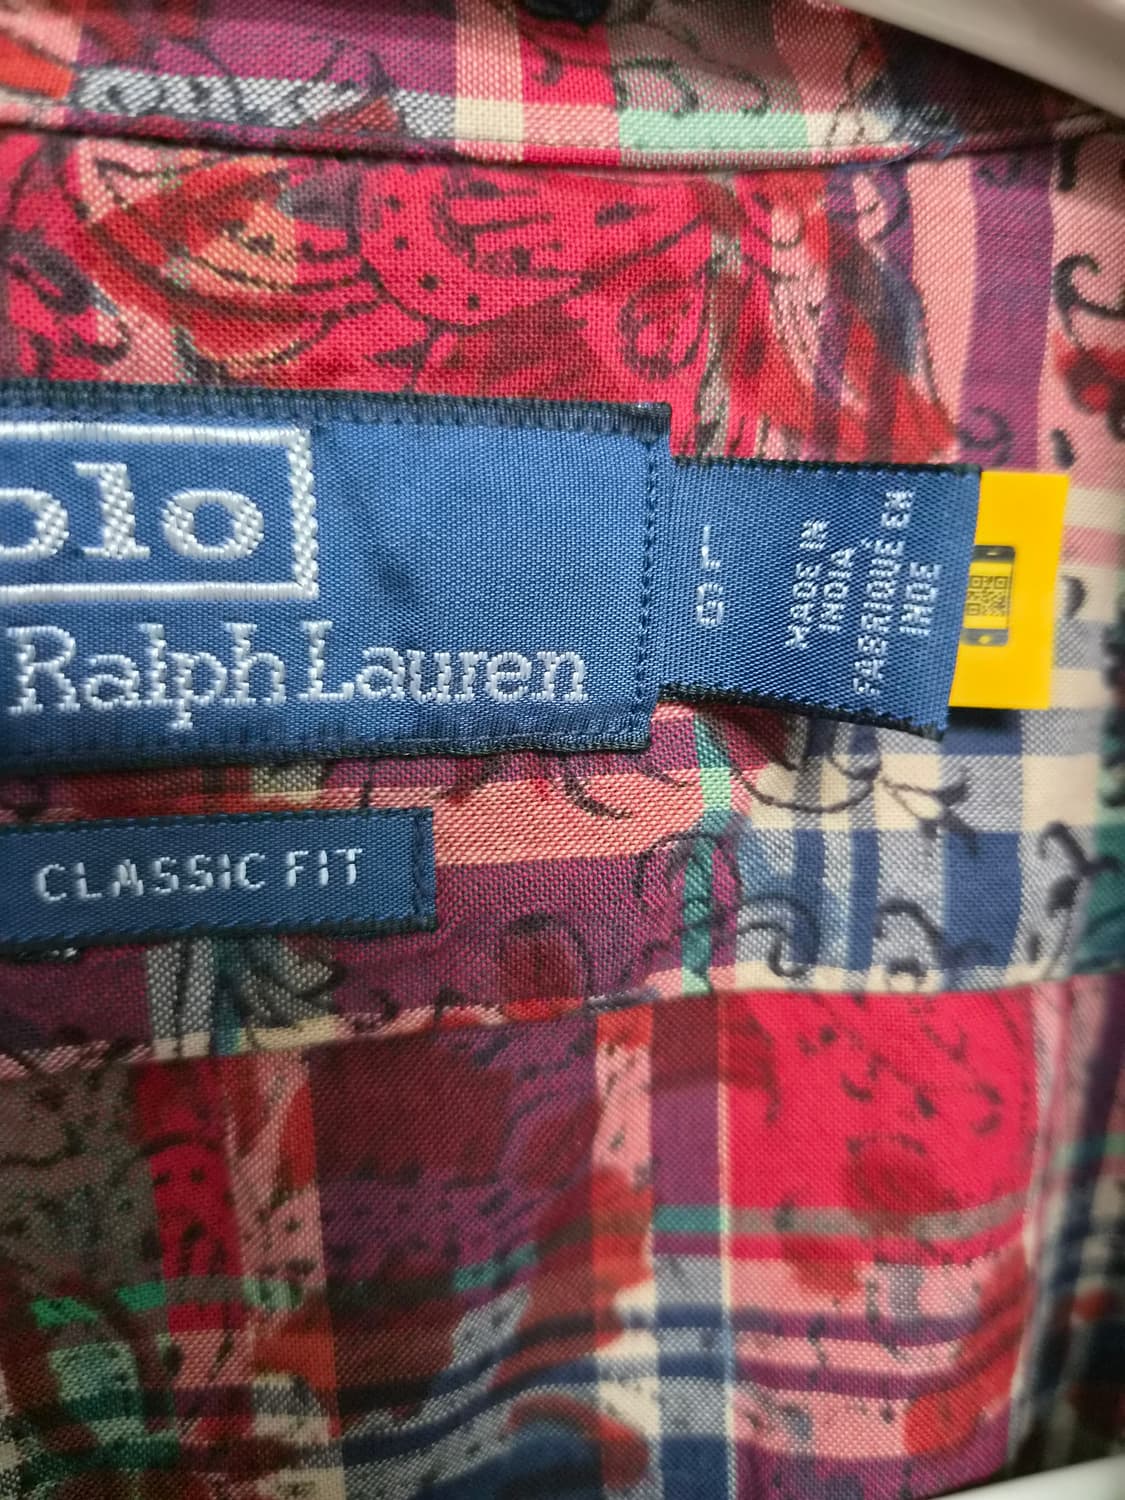 olo
Ralph Lauren
MADE IN
INDIA
FABRIQUÉ EN
INDE
CLASSIC FIT